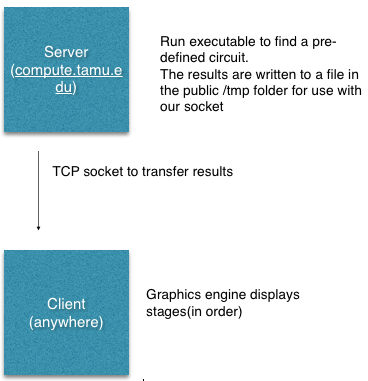 Server
(compute.tamu.e
du)
Run executable to find a pre-
defined circuit.
The results are written to a file in
the public /tmp folder for use with
our socket
TCP socket to transfer results
Client
(anywhere)
Graphics engine displays
stages(in order)